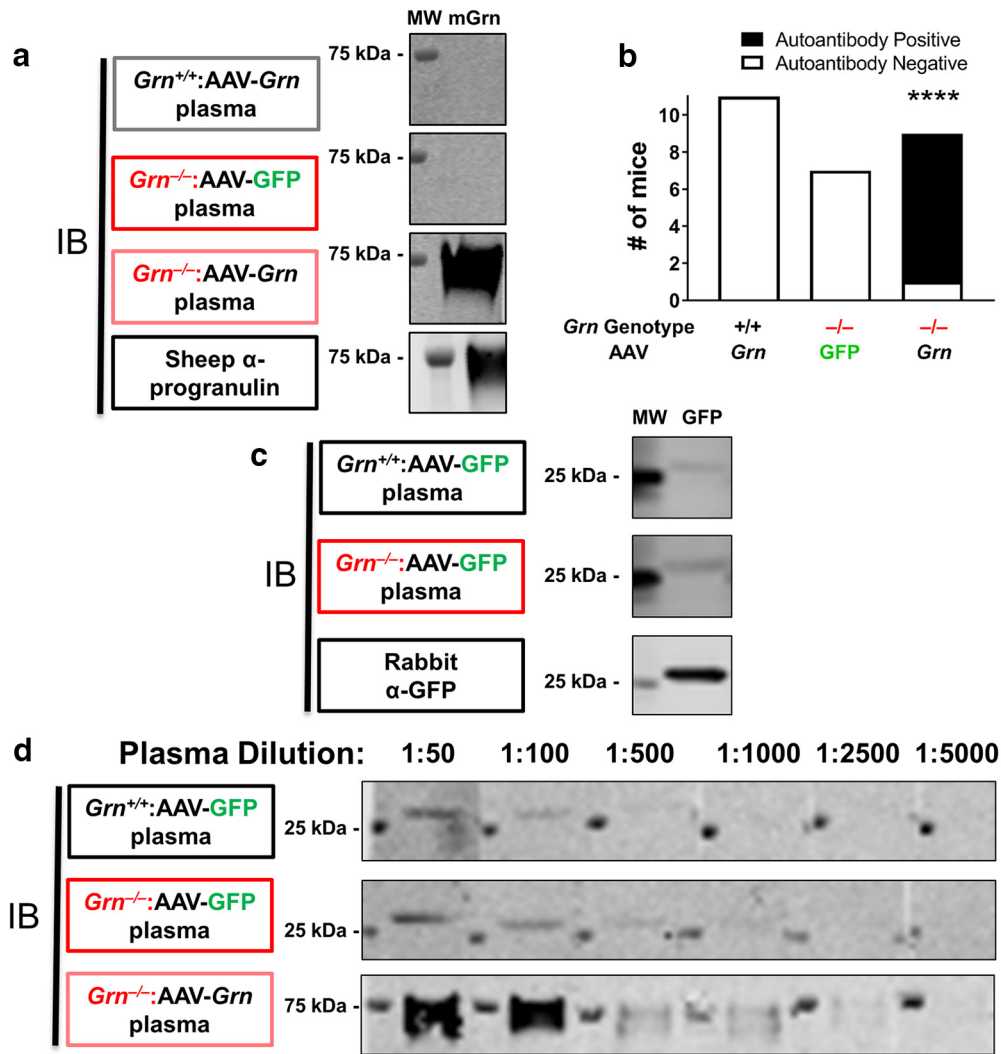 a
MW mGrn
IB
Grn+/+:AAV-Grn
plasma
75 kDa -
Grn–/–:AAV-GFP
plasma
75 kDa -
Grn–/–:AAV-Grn
plasma
75 kDa -
Sheep α-
progranulin
75 kDa -
b
Autoantibody Positive
Autoantibody Negative
****
# of mice
10
8
6
4
2
0
Grn Genotype +/+ –/– –/–
AAV Grn GFP Grn
c
MW GFP
IB
Grn+/+:AAV-GFP
plasma
25 kDa -
Grn–/–:AAV-GFP
plasma
25 kDa -
Rabbit
α-GFP
25 kDa -
d
Plasma Dilution: 1:50 1:100 1:500 1:1000 1:2500 1:5000
IB
Grn+/+:AAV-GFP
plasma
25 kDa -
Grn–/–:AAV-GFP
plasma
25 kDa -
Grn–/–:AAV-Grn
plasma
75 kDa -